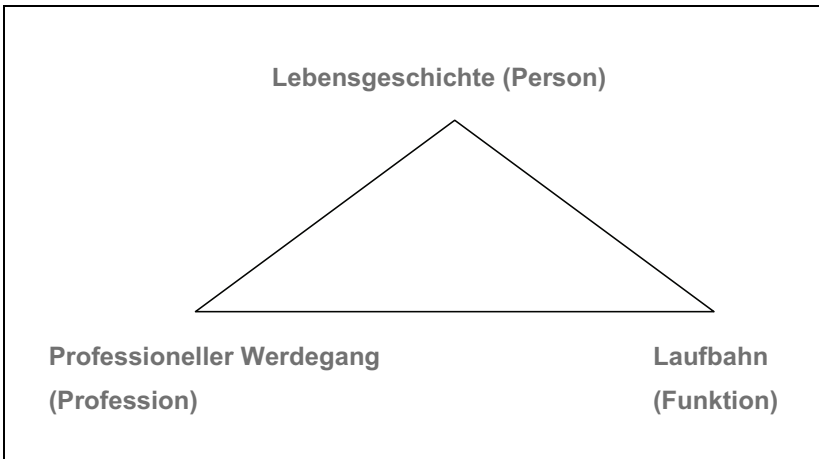 Lebensgeschichte (Person)
Professioneller Werdegang
(Profession)
Laufbahn
(Funktion)